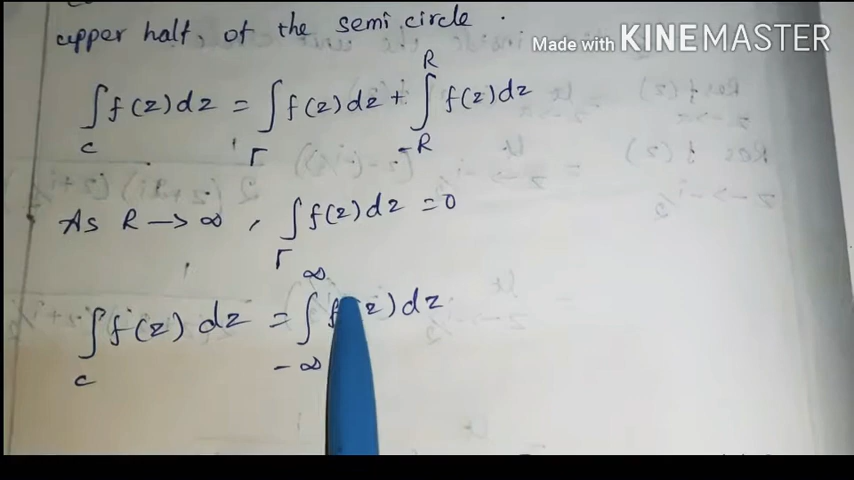 upper half, of the semi circle.
Made with KINEMASTER
∫_C f(z)dz = ∫_Γ f(z)dz + ∫_{-R}^{R} f(z)dz
As R → ∞, ∫_Γ f(z)dz = 0
∫_C f(z) dz = ∫_{-∞}^{∞} f(z)dz